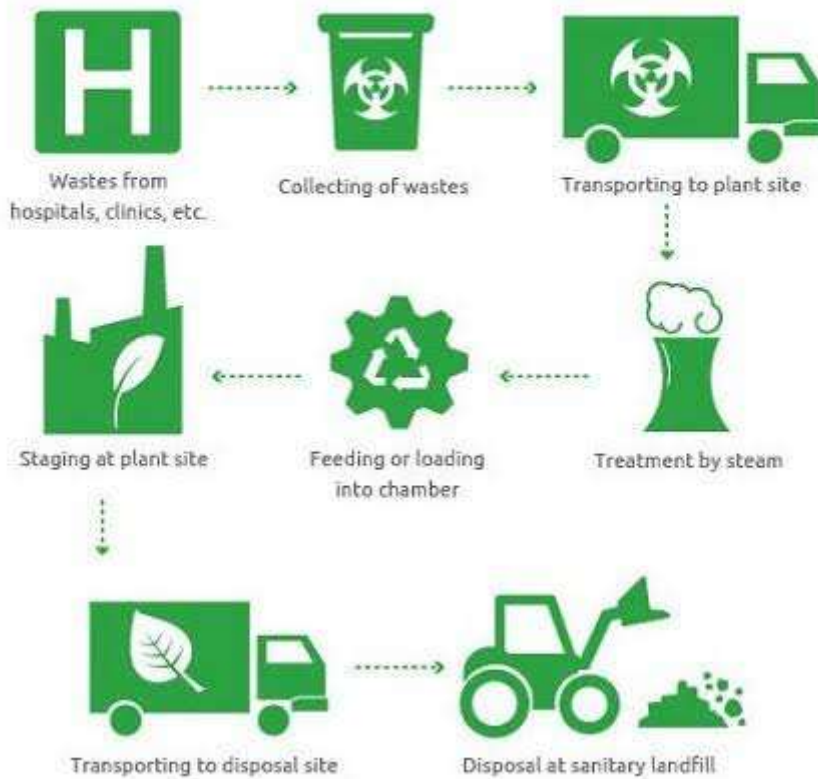 H
Wastes from
hospitals, clinics, etc.
Collecting of wastes
Transporting to plant site
Treatment by steam
Feeding or loading
into chamber
Staging at plant site
Transporting to disposal site
Disposal at sanitary landfill